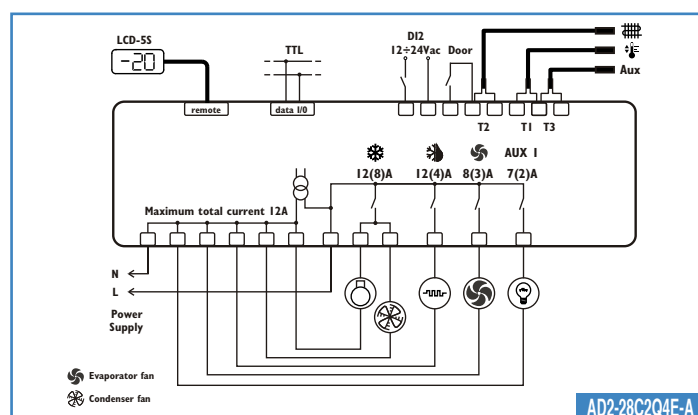 LCD-5S
-20
TTL
DI2
12÷24Vac
Door
Aux
remote
data I/0
T2
T1
T3
AUX 1
12(8)A
12(4)A
8(3)A
7(2)A
Maximum total current 12A
N
L
Power
Supply
Evaporator fan
Condenser fan
AD2-28C2Q4E-A